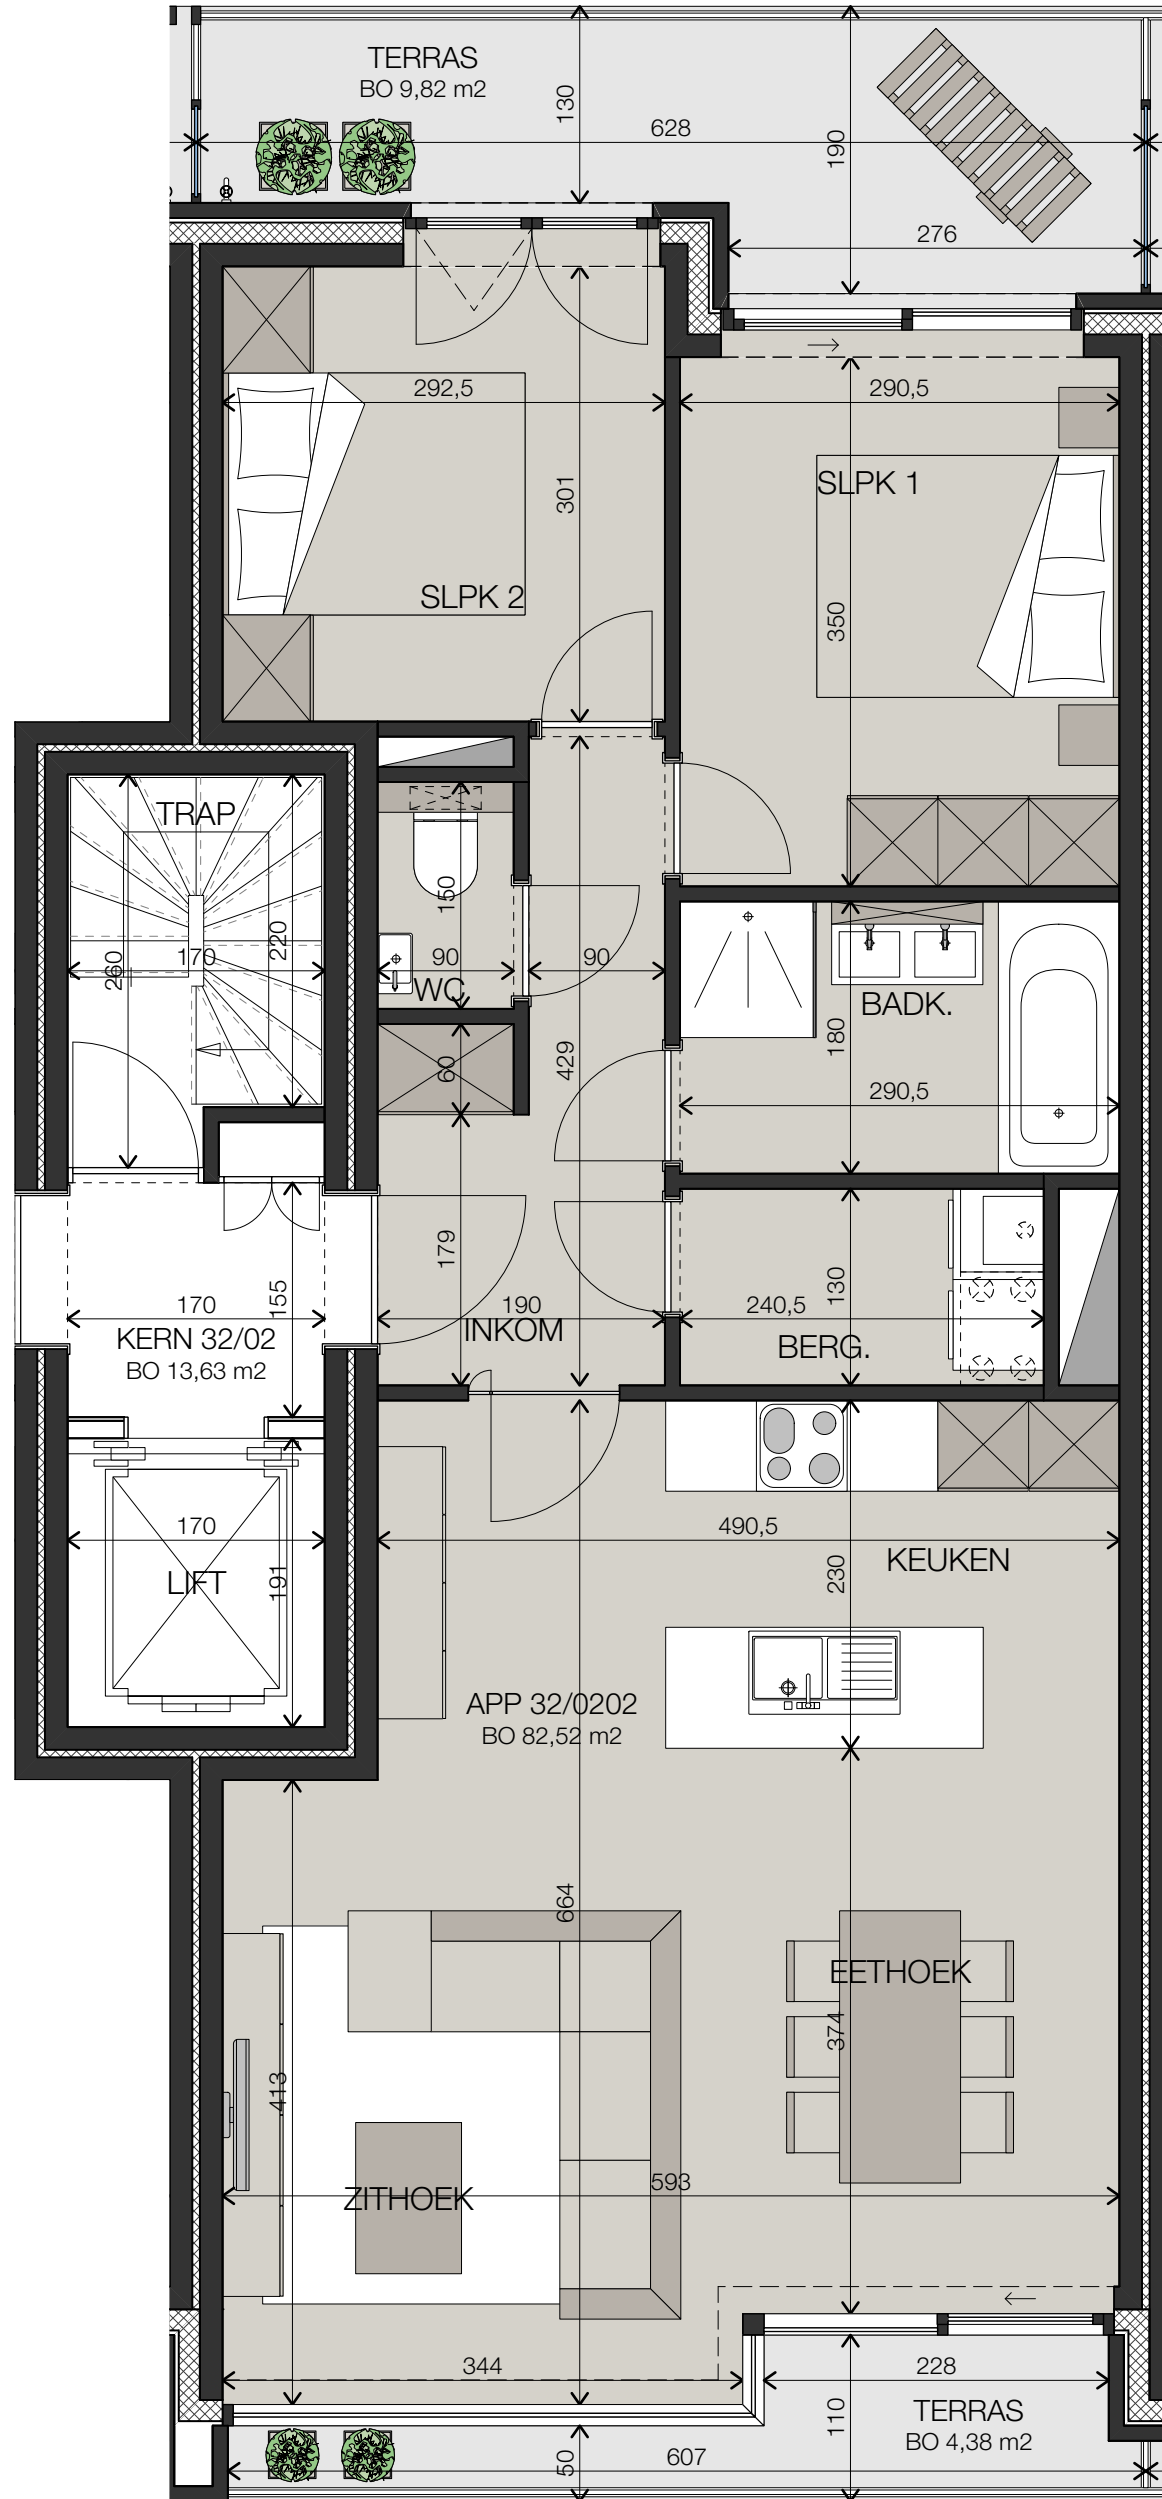 TERRAS
BO 9,82 m2
130
628
190
276
292,5
290,5
301
SLPK 1
SLPK 2
350
TRAP
150
220
260
170
90
90
WC
BADK.
180
429
60
290,5
179
155
130
170
190
240,5
KERN 32/02
BO 13,63 m2
INKOM
BERG.
170
490,5
KEUKEN
230
LIFT
191
APP 32/0202
BO 82,52 m2
664
EETHOEK
374
413
593
ZITHOEK
344
228
TERRAS
BO 4,38 m2
110
607
50